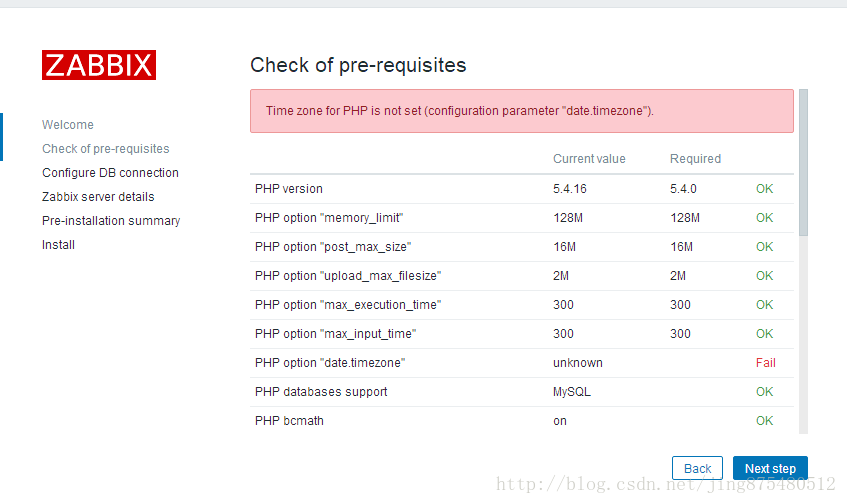 ZABBIX
Welcome
Check of pre-requisites
Configure DB connection
Zabbix server details
Pre-installation summary
Install
Check of pre-requisites
Time zone for PHP is not set (configuration parameter "date.timezone").
Current value Required
PHP version 5.4.16 5.4.0 OK
PHP option "memory_limit" 128M 128M OK
PHP option "post_max_size" 16M 16M OK
PHP option "upload_max_filesize" 2M 2M OK
PHP option "max_execution_time" 300 300 OK
PHP option "max_input_time" 300 300 OK
PHP option "date.timezone" unknown Fail
PHP databases support MySQL OK
PHP bcmath on OK
Back Next step
http://blog.csdn.net/jing875480512